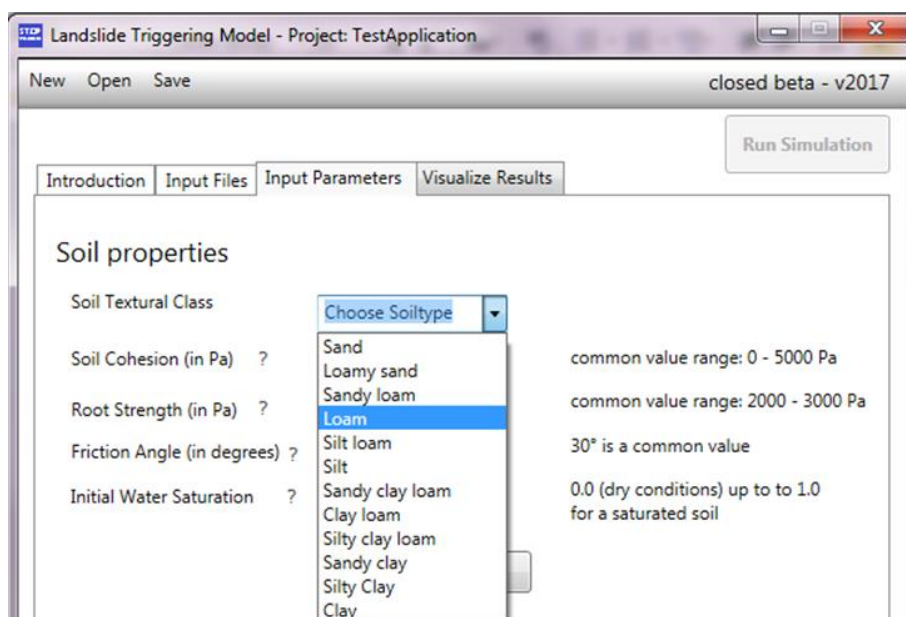 STEP
Landslide Triggering Model - Project: TestApplication
New Open Save closed beta - v2017
Run Simulation
Introduction Input Files Input Parameters Visualize Results
Soil properties
Soil Textural Class
Choose Soiltype
Sand
Loamy sand
Sandy loam
Loam
Silt loam
Silt
Sandy clay loam
Clay loam
Silty clay loam
Sandy clay
Silty Clay
Clay
Soil Cohesion (in Pa) ? common value range: 0 - 5000 Pa
Root Strength (in Pa) ? common value range: 2000 - 3000 Pa
Friction Angle (in degrees) ? 30° is a common value
Initial Water Saturation ? 0.0 (dry conditions) up to to 1.0
for a saturated soil